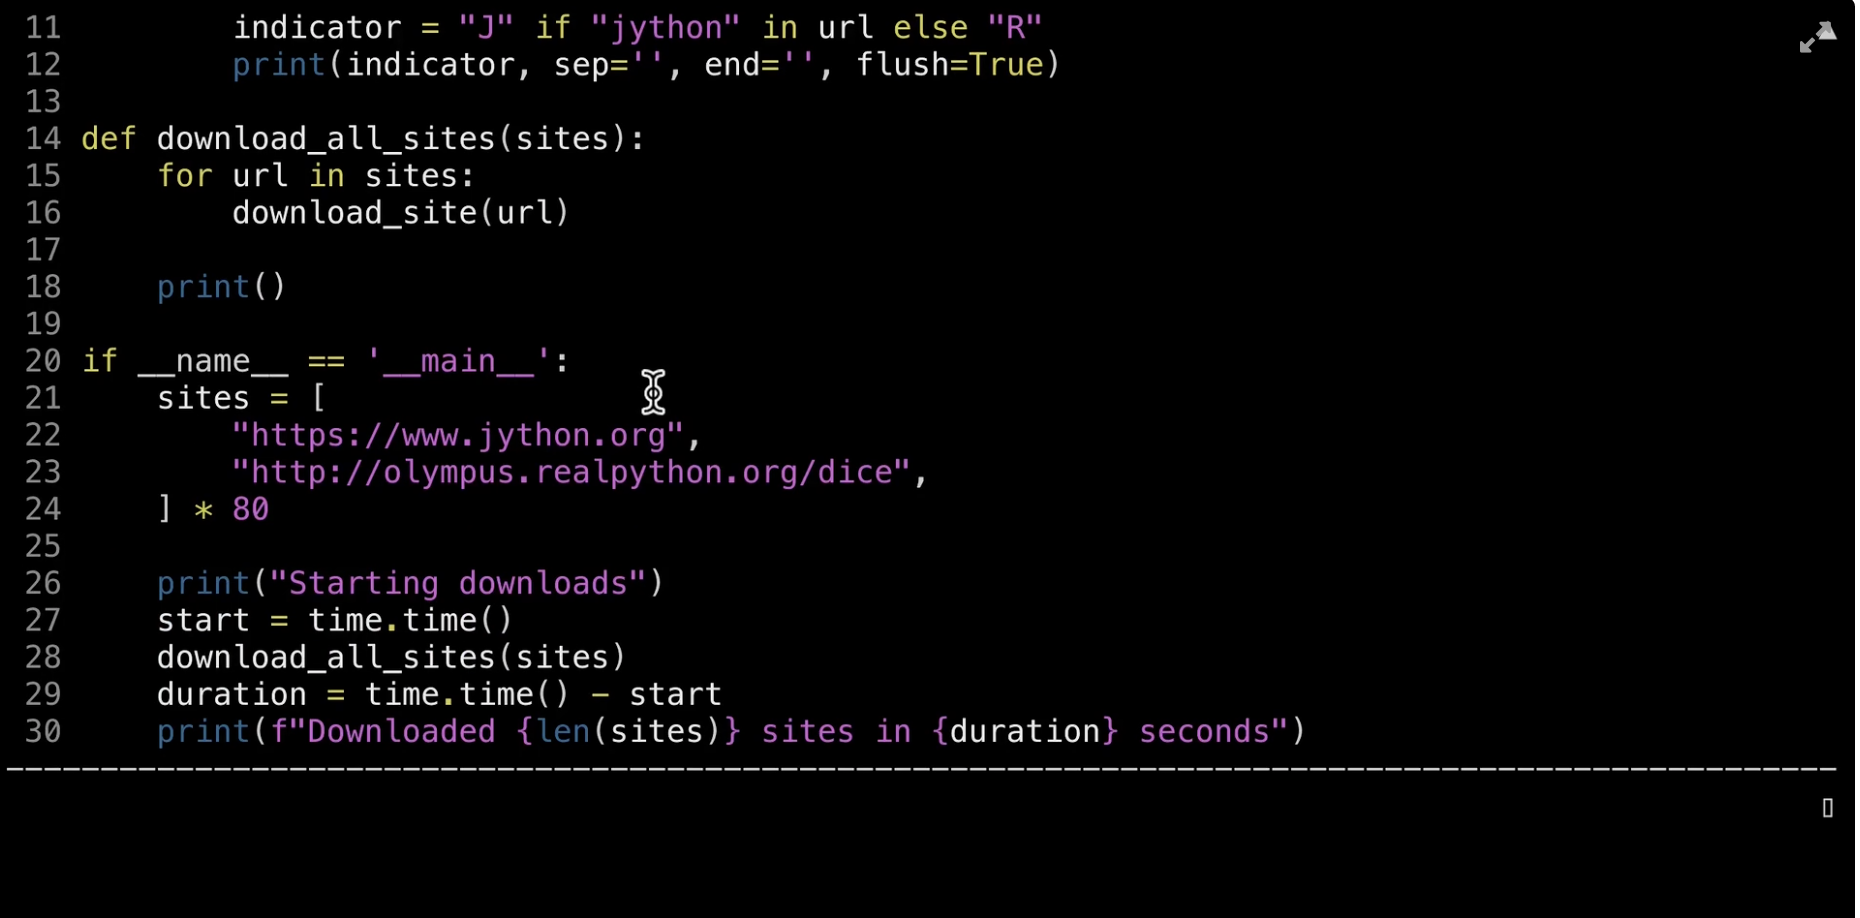 11         indicator = "J" if "jython" in url else "R"
12         print(indicator, sep='', end='', flush=True)
13
14 def download_all_sites(sites):
15     for url in sites:
16         download_site(url)
17
18     print()
19
20 if __name__ == '__main__':
21     sites = [
22         "https://www.jython.org",
23         "http://olympus.realpython.org/dice",
24     ] * 80
25
26     print("Starting downloads")
27     start = time.time()
28     download_all_sites(sites)
29     duration = time.time() - start
30     print(f"Downloaded {len(sites)} sites in {duration} seconds")